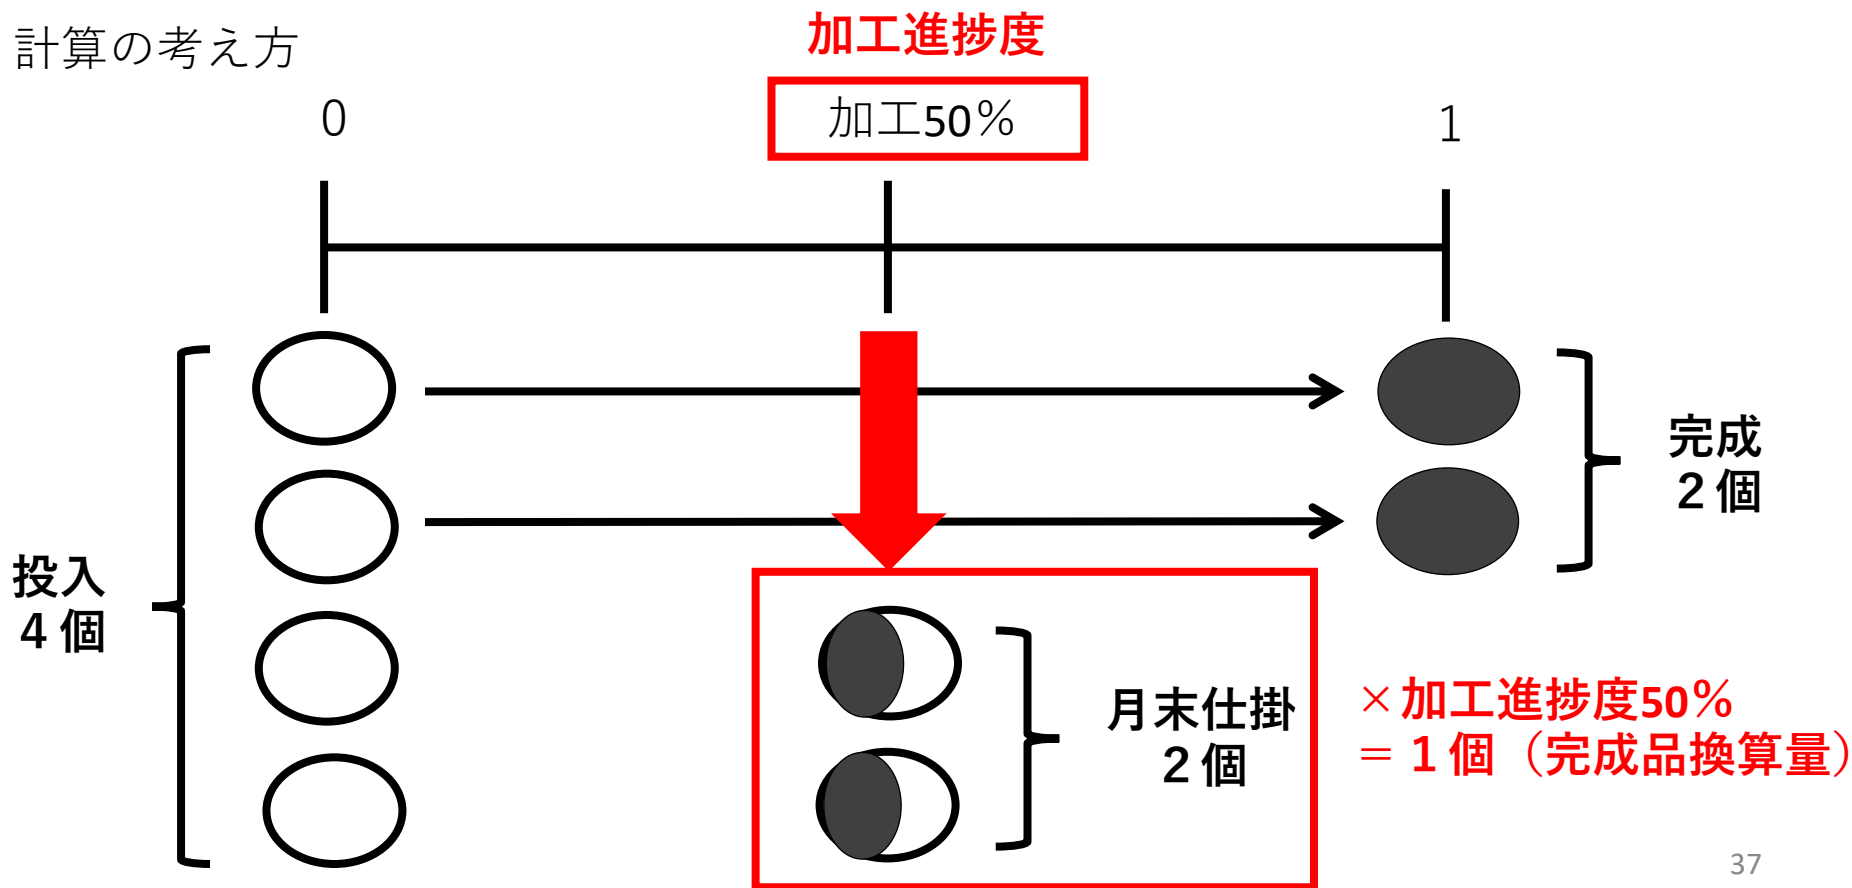 計算の考え方
加工進捗度
0
加工50％
1
投入
４個
完成
２個
月末仕掛
２個
×加工進捗度50％
＝１個（完成品換算量）
37